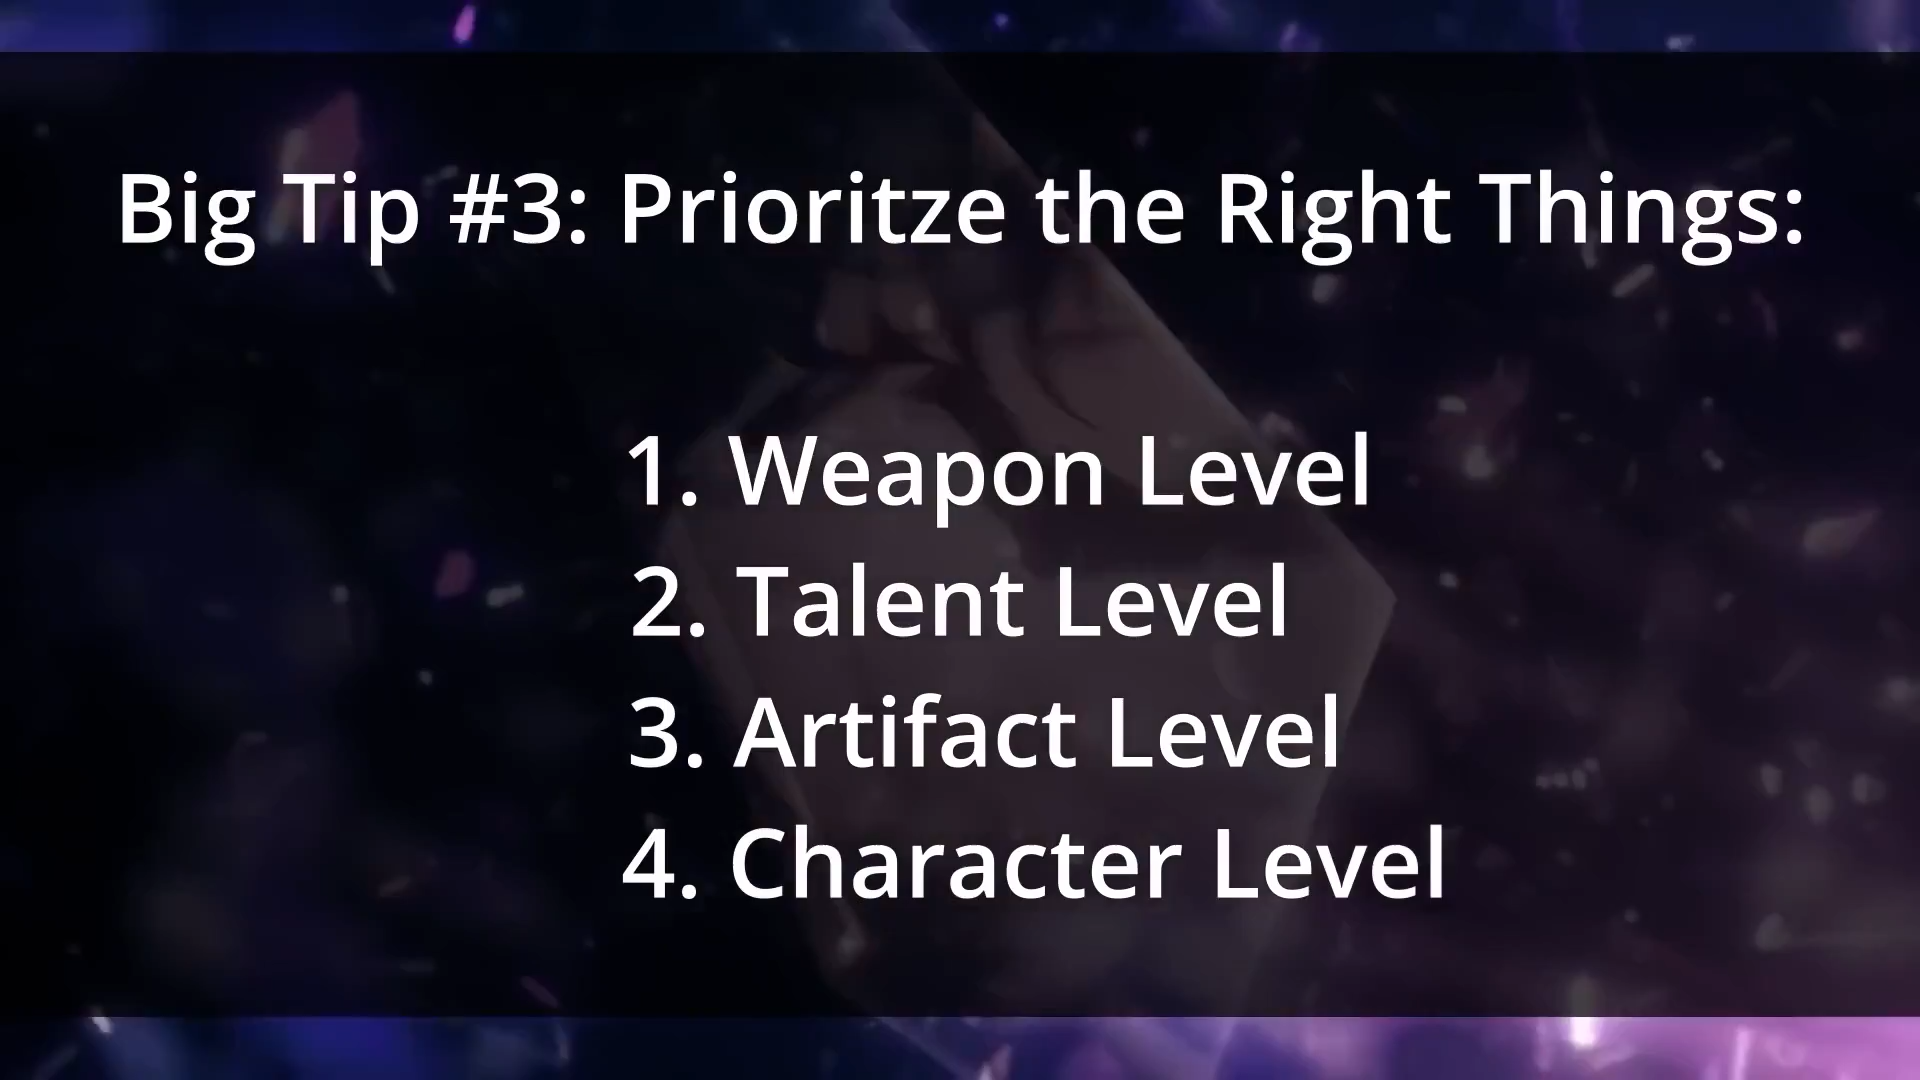 Big Tip #3: Prioritze the Right Things:
1. Weapon Level
2. Talent Level
3. Artifact Level
4. Character Level